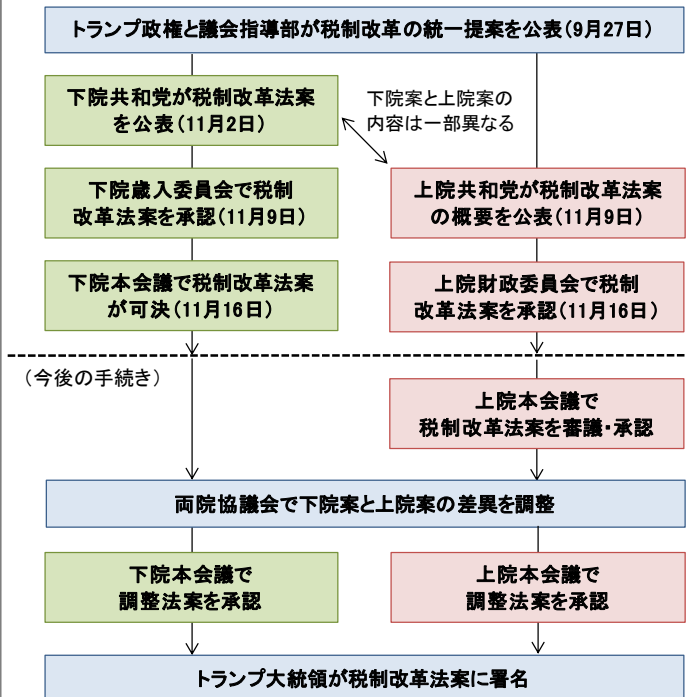 トランプ政権と議会指導部が税制改革の統一提案を公表(9月27日)
下院共和党が税制改革法案
を公表(11月2日)
下院案と上院案の
内容は一部異なる
下院歳入委員会で税制
改革法案を承認(11月9日)
上院共和党が税制改革法案
の概要を公表(11月9日)
下院本会議で税制改革法案
が可決(11月16日)
上院財政委員会で税制
改革法案を承認(11月16日)
(今後の手続き)
上院本会議で
税制改革法案を審議・承認
両院協議会で下院案と上院案の差異を調整
下院本会議で
調整法案を承認
上院本会議で
調整法案を承認
トランプ大統領が税制改革法案に署名